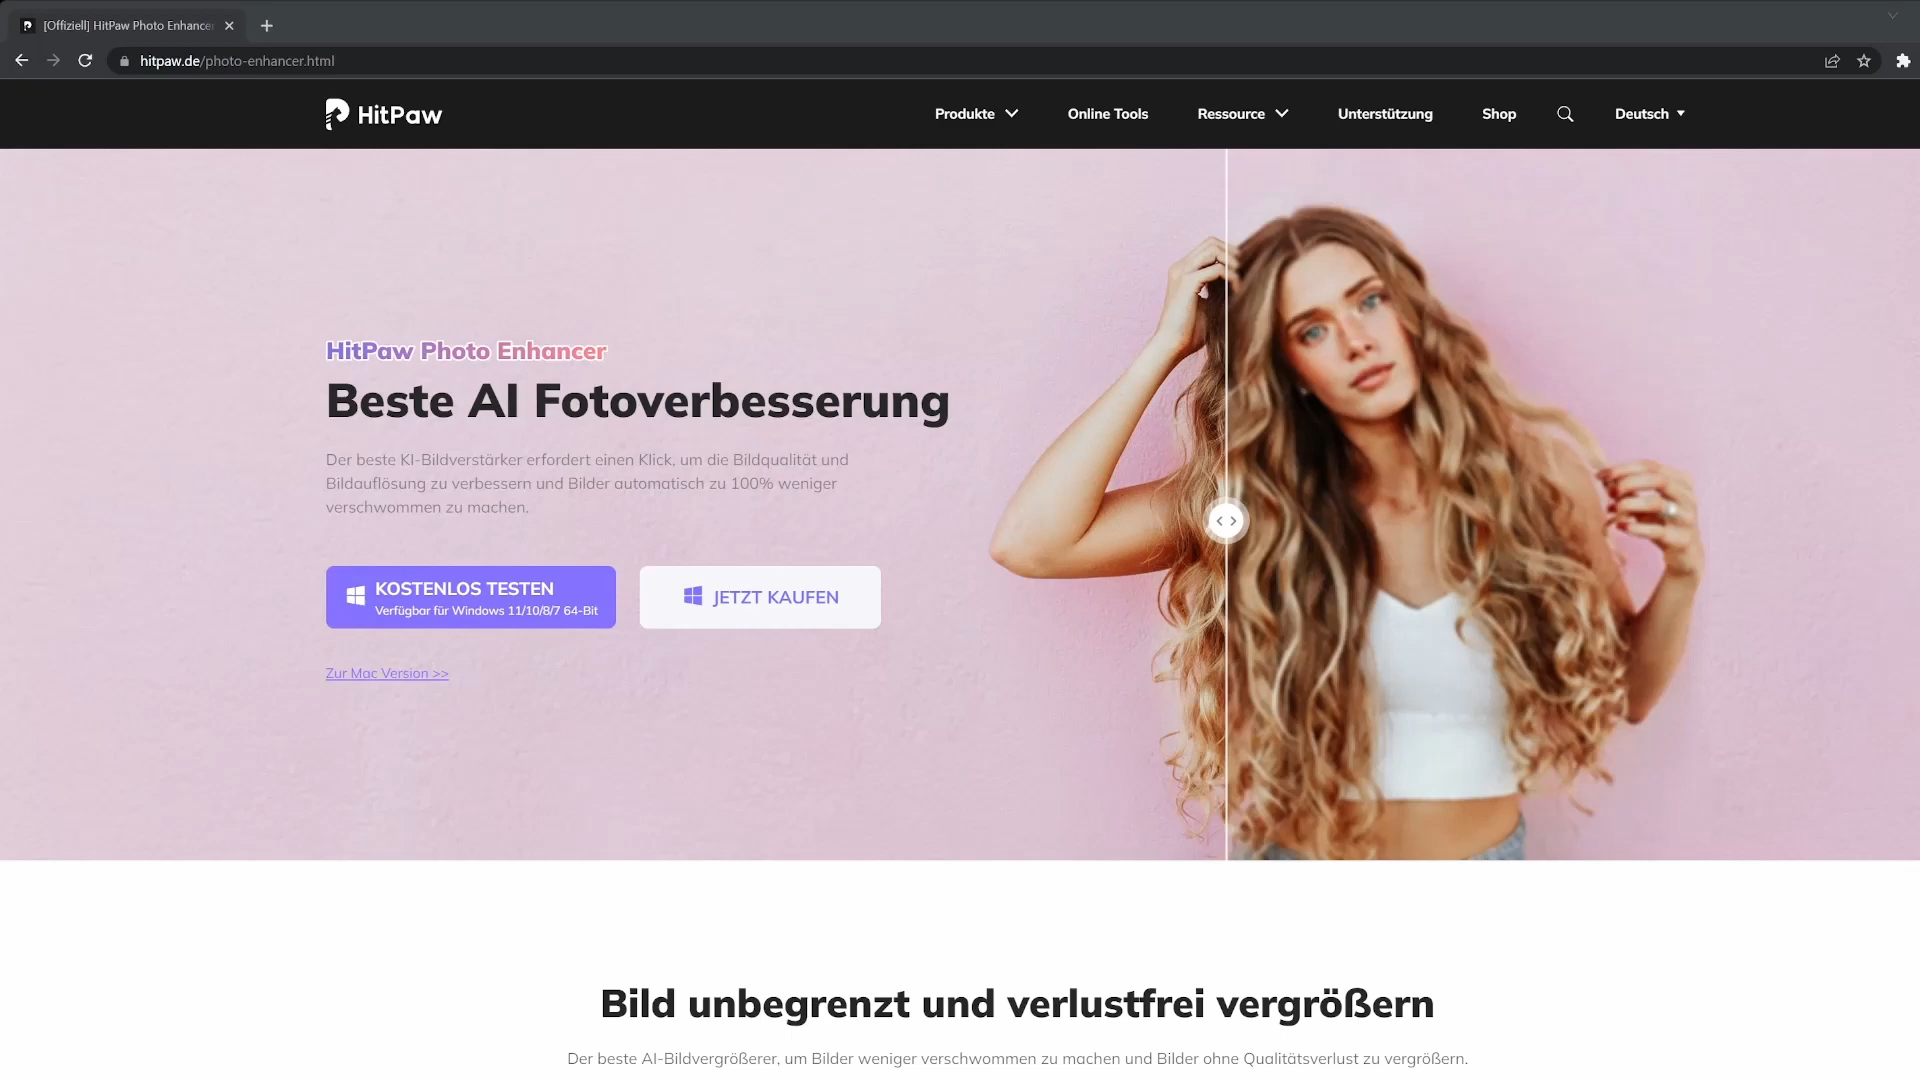 [Offiziell] HitPaw Photo Enhancer
hitpaw.de/photo-enhancer.html
HitPaw
Produkte
Online Tools
Ressource
Unterstützung
Shop
Deutsch
HitPaw Photo Enhancer
Beste AI Fotoverbesserung
Der beste KI-Bildverstärker erfordert einen Klick, um die Bildqualität und
Bildauflösung zu verbessern und Bilder automatisch zu 100% weniger
verschwommen zu machen.
KOSTENLOS TESTEN
Verfügbar für Windows 11/10/8/7 64-Bit
JETZT KAUFEN
Zur Mac Version >>
Bild unbegrenzt und verlustfrei vergrößern
Der beste AI-Bildvergrößerer, um Bilder weniger verschwommen zu machen und Bilder ohne Qualitätsverlust zu vergrößern.